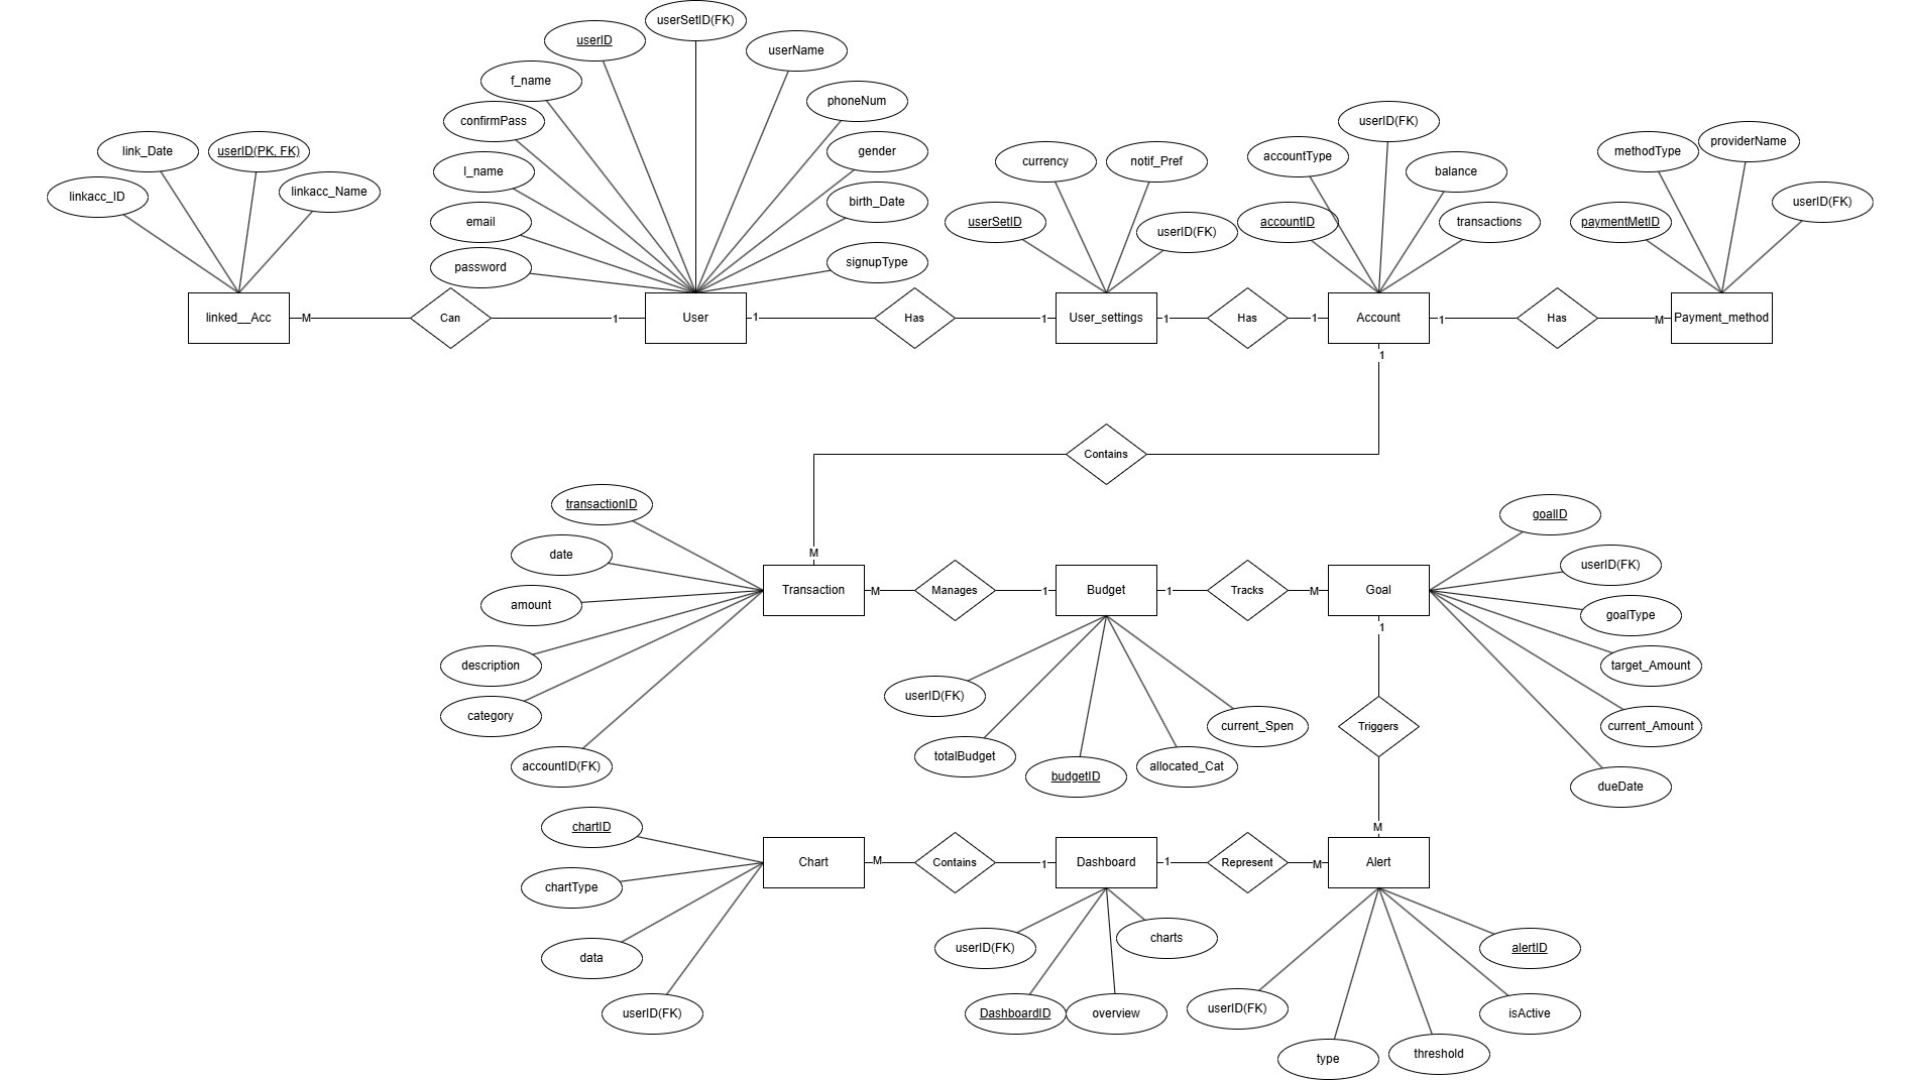 userSetID(FK)
userID
userName
f_name
phoneNum
confirmPass
userID(FK)
link_Date
userID(PK, FK)
gender
currency
notif_Pref
accountType
methodType
providerName
l_name
balance
linkacc_ID
linkacc_Name
birth_Date
userID(FK)
email
userSetID
userID(FK)
accountID
transactions
paymentMetID
password
signupType
linked__Acc
M
Can
1
User
1
Has
1
User_settings
1
Has
1
Account
1
Has
M
Payment_method
1
Contains
transactionID
goalID
date
M
userID(FK)
Transaction
M
Manages
1
Budget
1
Tracks
M
Goal
amount
goalType
1
description
target_Amount
userID(FK)
category
current_Spen
Triggers
current_Amount
totalBudget
accountID(FK)
budgetID
allocated_Cat
dueDate
chartID
M
Chart
M
Contains
1
Dashboard
1
Represent
M
Alert
chartType
charts
userID(FK)
alertID
data
userID(FK)
userID(FK)
DashboardID
overview
isActive
type
threshold